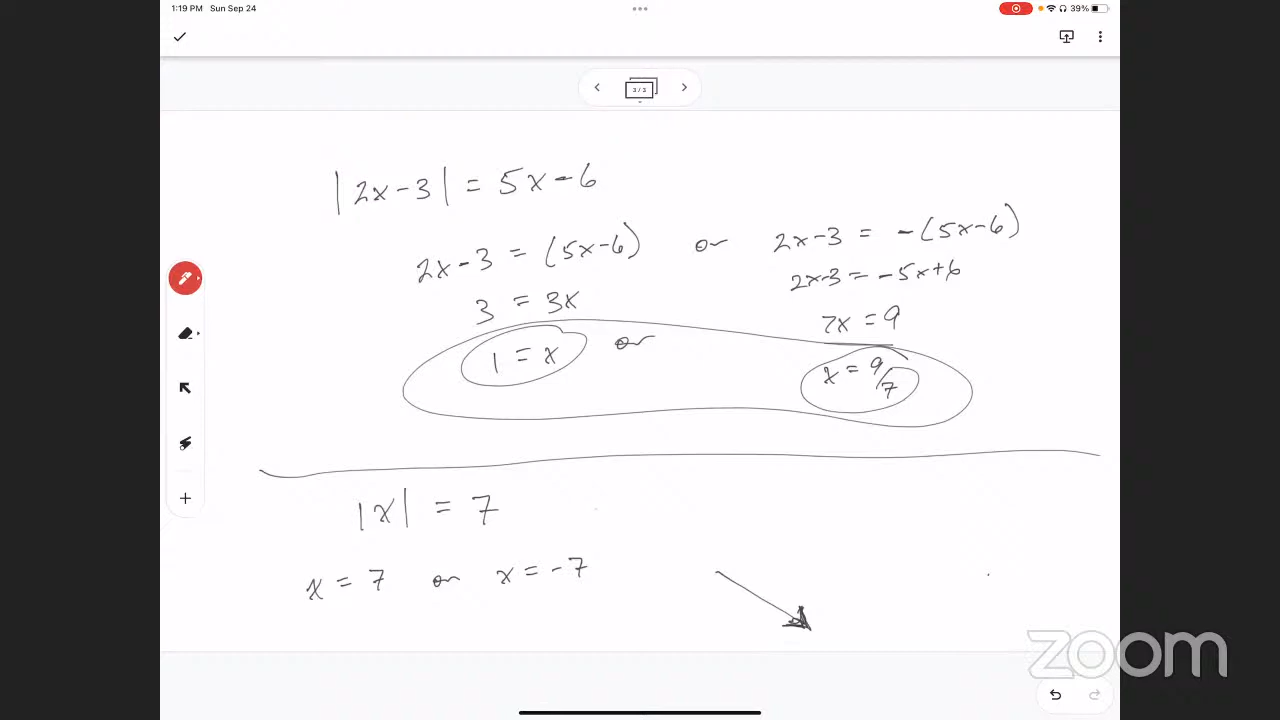 1:19 PM Sun Sep 24
39%
3 / 3
|2x-3| = 5x-6
2x-3 = (5x-6) or 2x-3 = -(5x-6)
2x-3 = -5x+6
3 = 3x
7x = 9
1 = x or x = 9/7
|x| = 7
x = 7 or x = -7
zoom